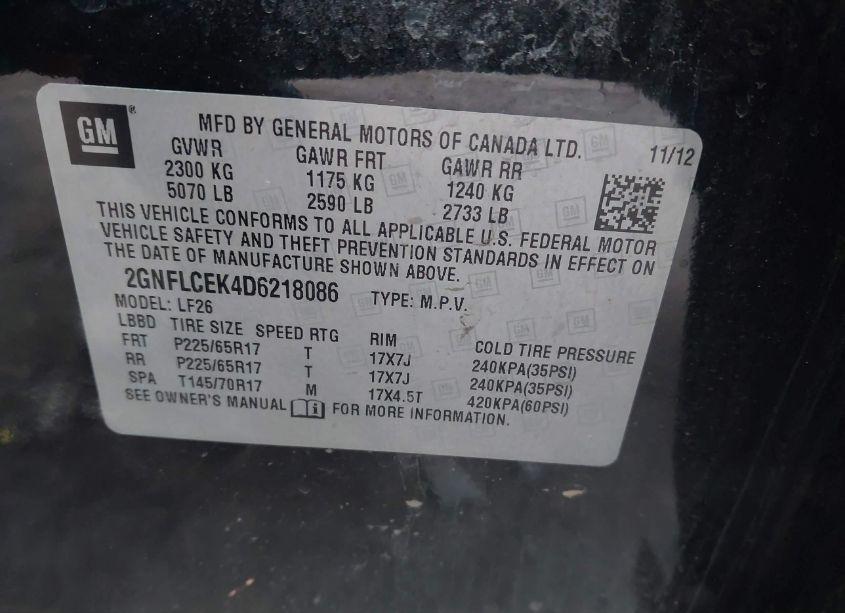 GM®
MFD BY GENERAL MOTORS OF CANADA LTD. 11/12
GVWR GAWR FRT GAWR RR
2300 KG 1175 KG 1240 KG
5070 LB 2590 LB 2733 LB
THIS VEHICLE CONFORMS TO ALL APPLICABLE U.S. FEDERAL MOTOR
VEHICLE SAFETY AND THEFT PREVENTION STANDARDS IN EFFECT ON
THE DATE OF MANUFACTURE SHOWN ABOVE.
2GNFLCEK4D6218086 TYPE: M.P.V.
MODEL: LF26
LBBD TIRE SIZE SPEED RTG RIM COLD TIRE PRESSURE
FRT P225/65R17 T 17X7J 240KPA(35PSI)
RR P225/65R17 T 17X7J 240KPA(35PSI)
SPA T145/70R17 M 17X4.5T 420KPA(60PSI)
SEE OWNER'S MANUAL FOR MORE INFORMATION.